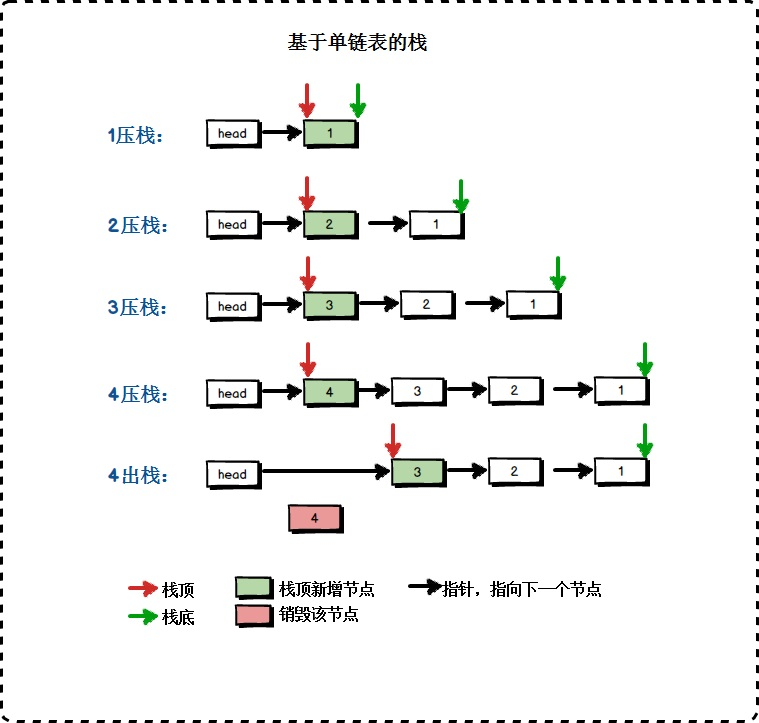 基于单链表的栈
1压栈： head 1
2压栈： head 2 1
3压栈： head 3 2 1
4压栈： head 4 3 2 1
4出栈： head 3 2 1
4
栈顶 栈顶新增节点 指针，指向下一个节点
栈底 销毁该节点